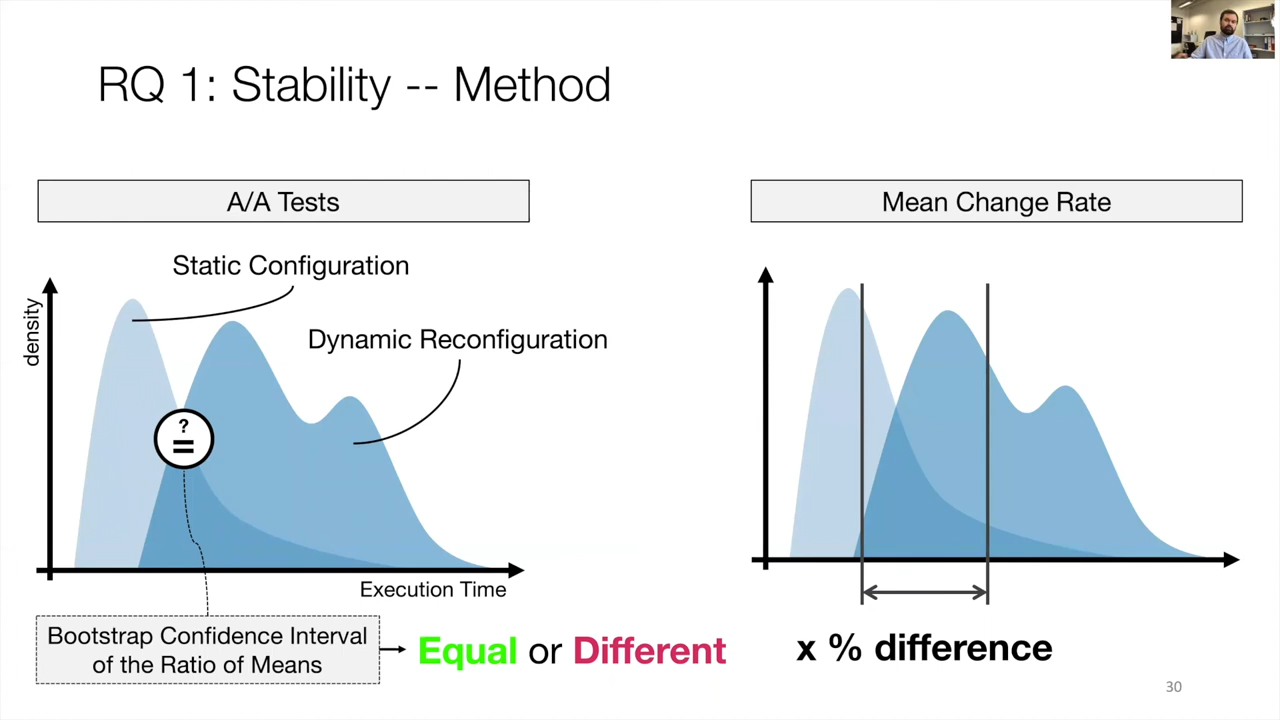 RQ 1: Stability -- Method
A/A Tests
Mean Change Rate
Static Configuration
Dynamic Reconfiguration
density
?
=
Execution Time
Bootstrap Confidence Interval
of the Ratio of Means
Equal or Different
x % difference
30